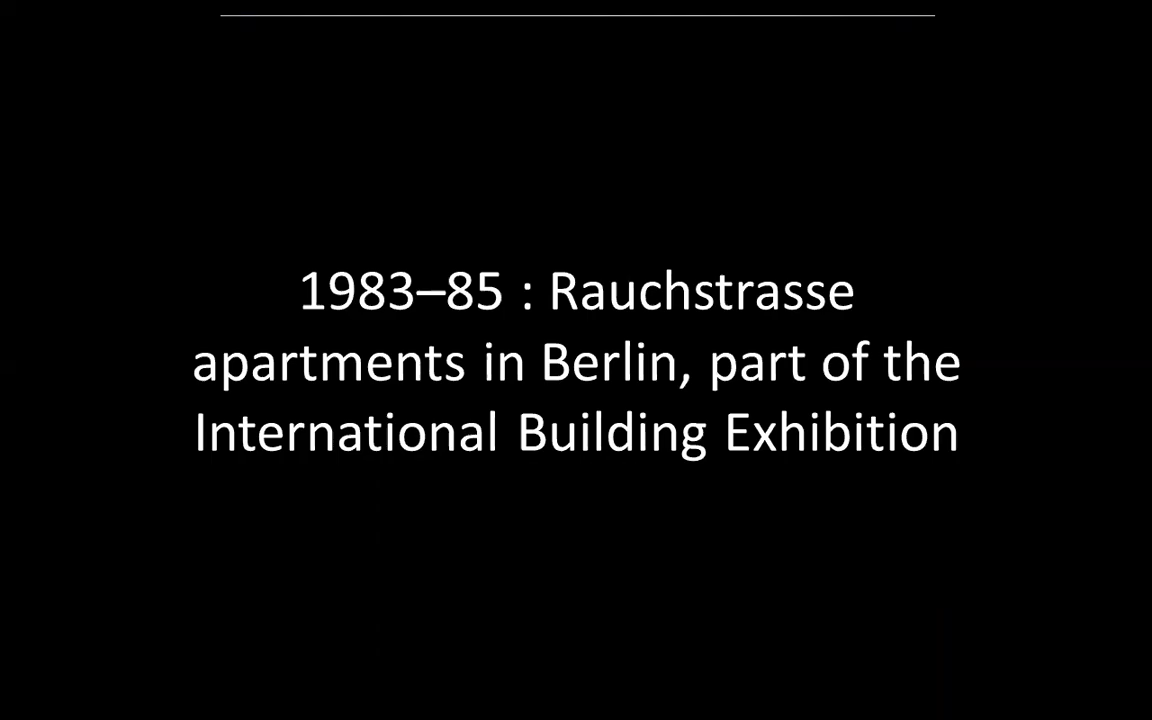 1983–85 : Rauchstrasse
apartments in Berlin, part of the
International Building Exhibition